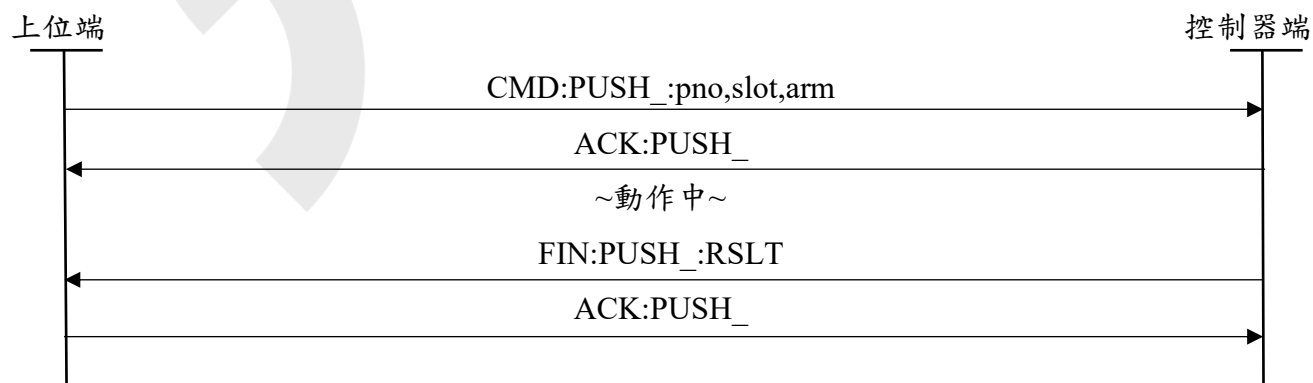 上位端 控制器端
CMD:PUSH_:pno,slot,arm
ACK:PUSH_
~動作中~
FIN:PUSH_:RSLT
ACK:PUSH_